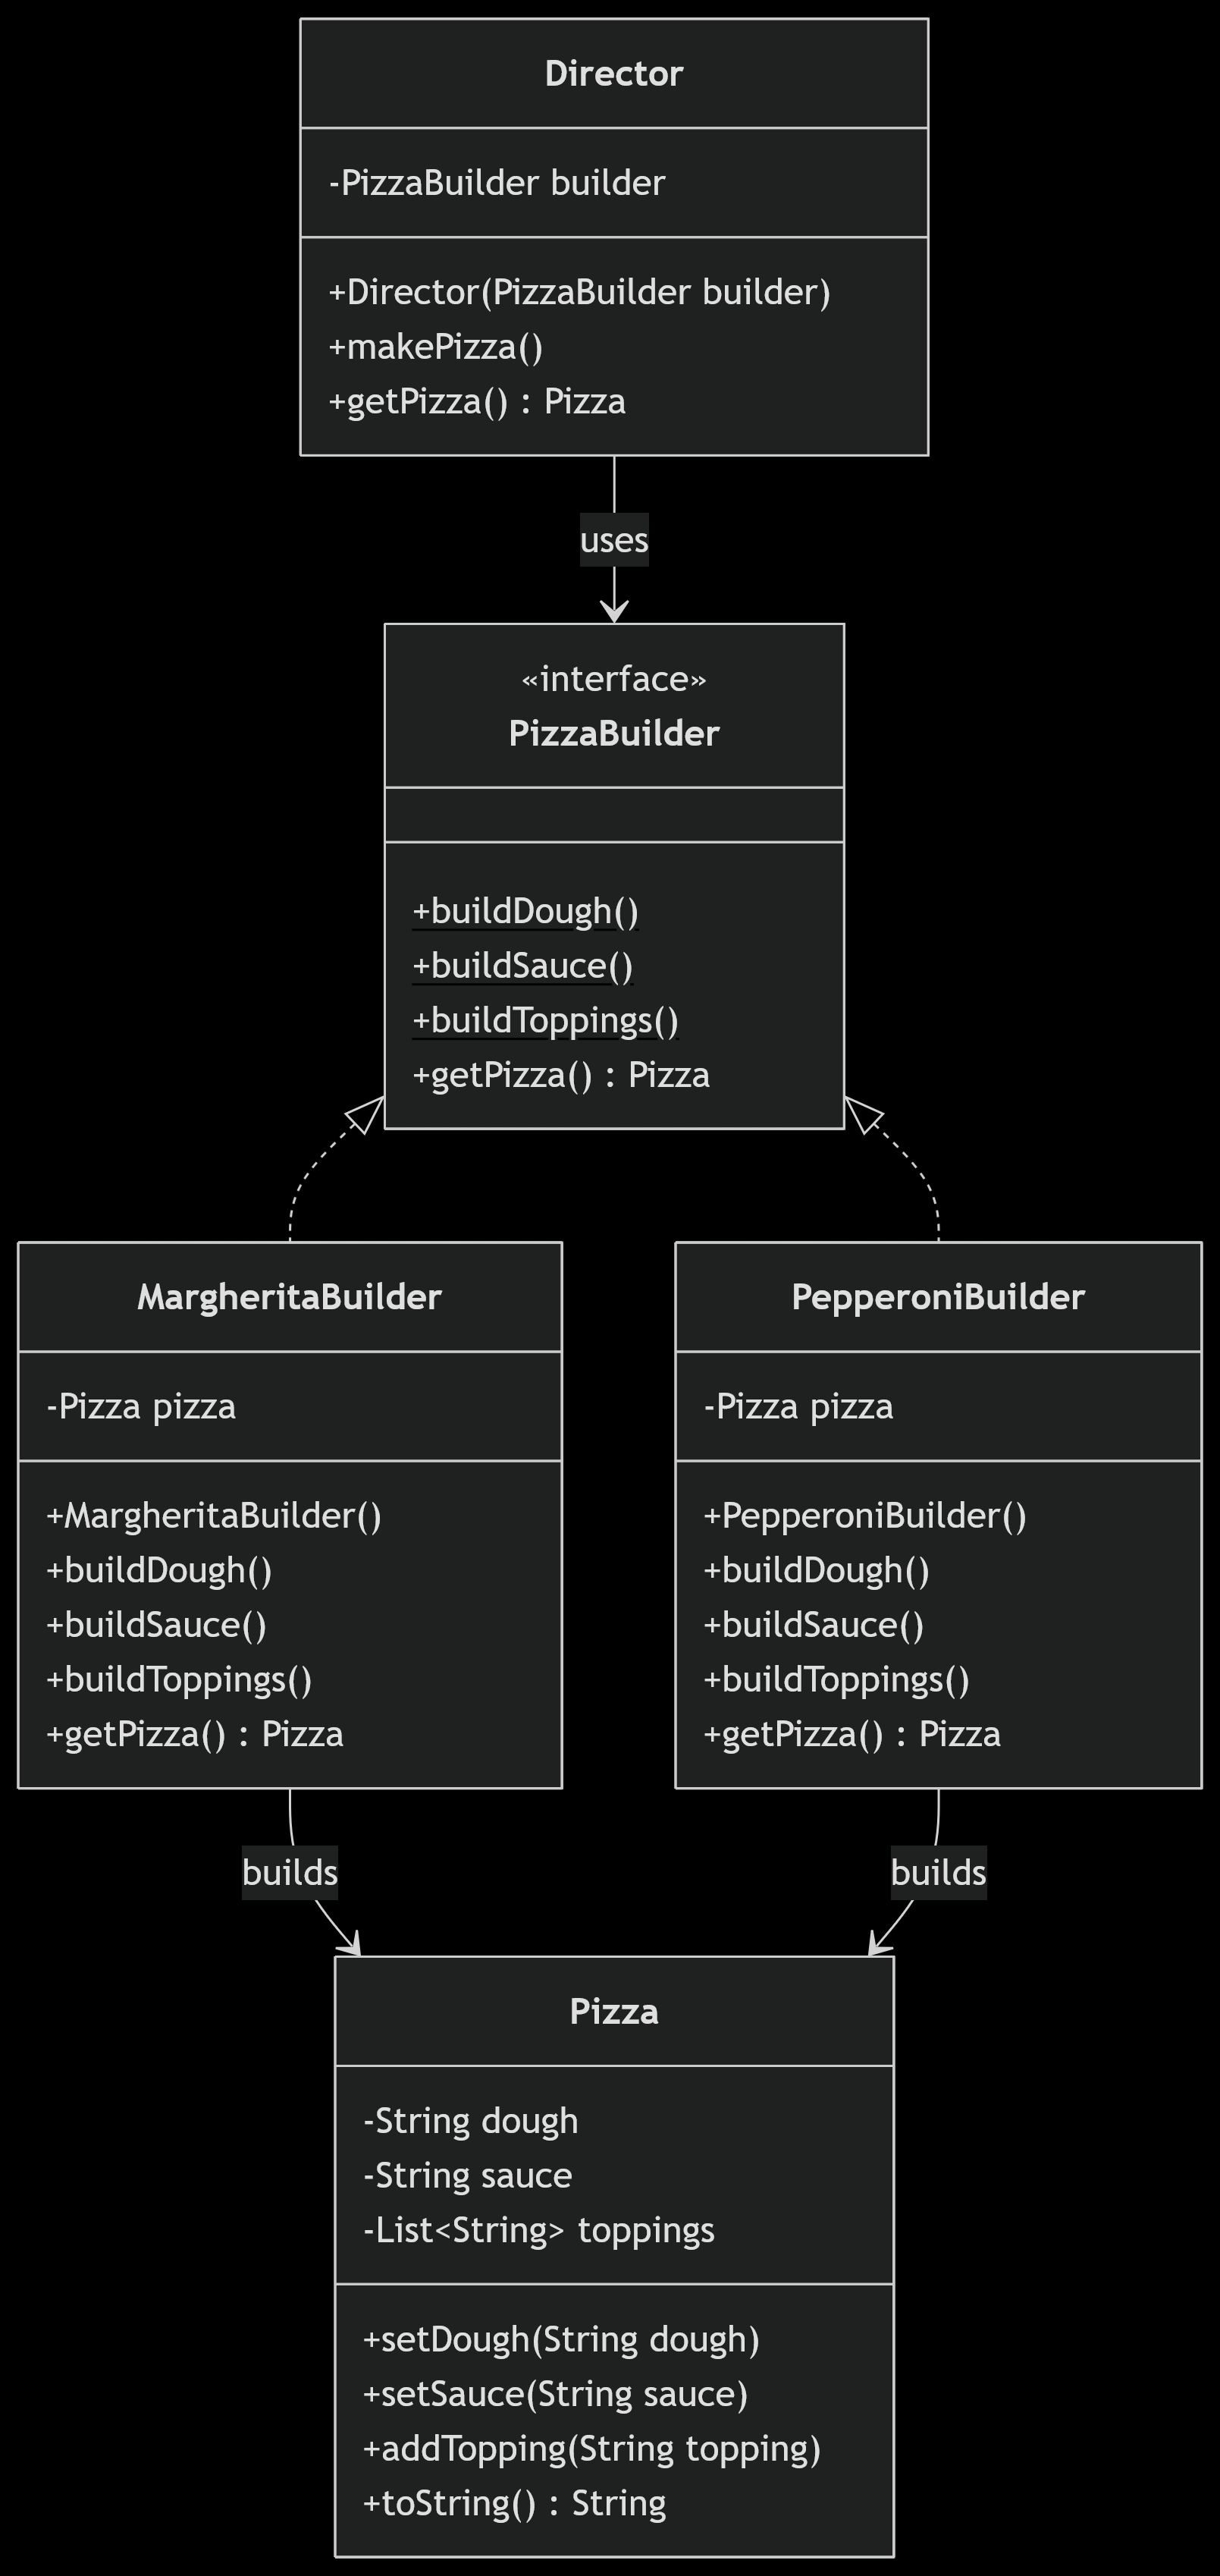 Director
-PizzaBuilder builder
+Director(PizzaBuilder builder)
+makePizza()
+getPizza() : Pizza
uses
«interface»
PizzaBuilder
+buildDough()
+buildSauce()
+buildToppings()
+getPizza() : Pizza
MargheritaBuilder
-Pizza pizza
+MargheritaBuilder()
+buildDough()
+buildSauce()
+buildToppings()
+getPizza() : Pizza
PepperoniBuilder
-Pizza pizza
+PepperoniBuilder()
+buildDough()
+buildSauce()
+buildToppings()
+getPizza() : Pizza
builds
builds
Pizza
-String dough
-String sauce
-List<String> toppings
+setDough(String dough)
+setSauce(String sauce)
+addTopping(String topping)
+toString() : String